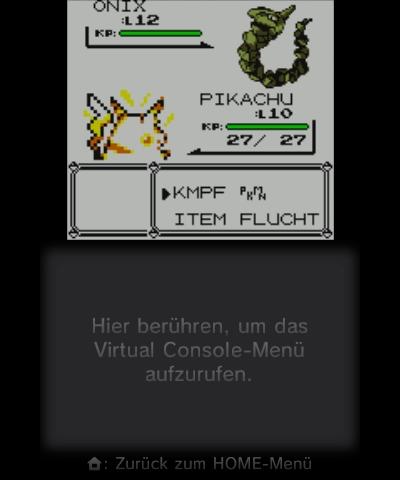 ONIX
:L12
KP:
PIKACHU
:L10
KP:
27/ 27
▶KMPF PKMN
ITEM FLUCHT
Hier berühren, um das
Virtual Console-Menü
aufzurufen.
: Zurück zum HOME-Menü